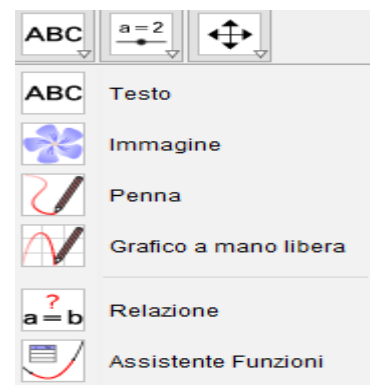 ABC a=2
ABC Testo
Immagine
Penna
Grafico a mano libera
? a=b Relazione
Assistente Funzioni